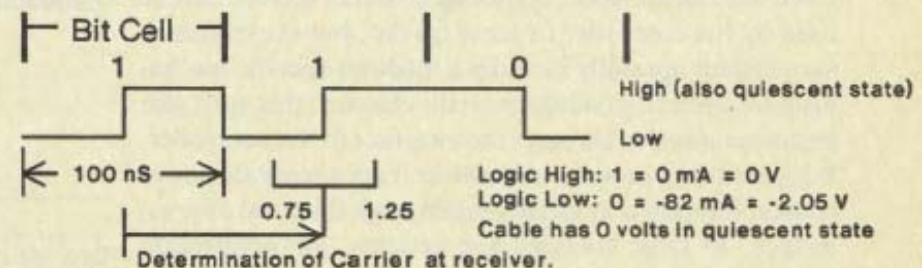 Bit Cell
1 1 0
High (also quiescent state)
Low
100 nS
Logic High: 1 = 0 mA = 0 V
0.75 1.25
Logic Low: 0 = -82 mA = -2.05 V
Cable has 0 volts in quiescent state
Determination of Carrier at receiver.